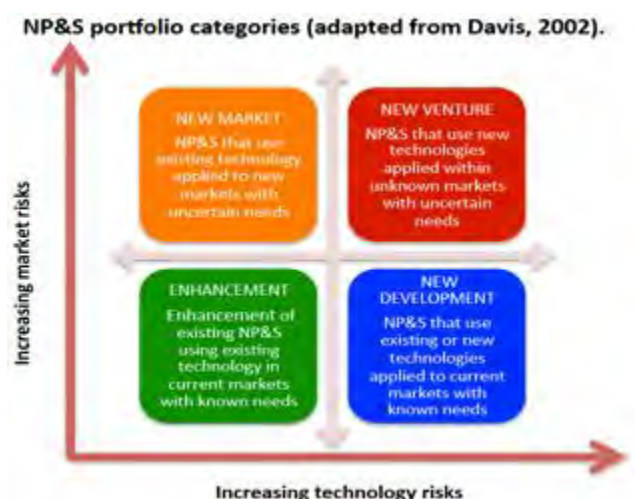 NP&S portfolio categories (adapted from Davis, 2002).
Increasing market risks
NEW MARKET
NP&S that use
existing technology
applied to new
markets with
uncertain needs
NEW VENTURE
NP&S that use new
technologies
applied within
unknown markets
with uncertain
needs
ENHANCEMENT
Enhancement of
existing NP&S
using existing
technology in
current markets
with known needs
NEW
DEVELOPMENT
NP&S that use
existing or new
technologies
applied to current
markets with
known needs
Increasing technology risks